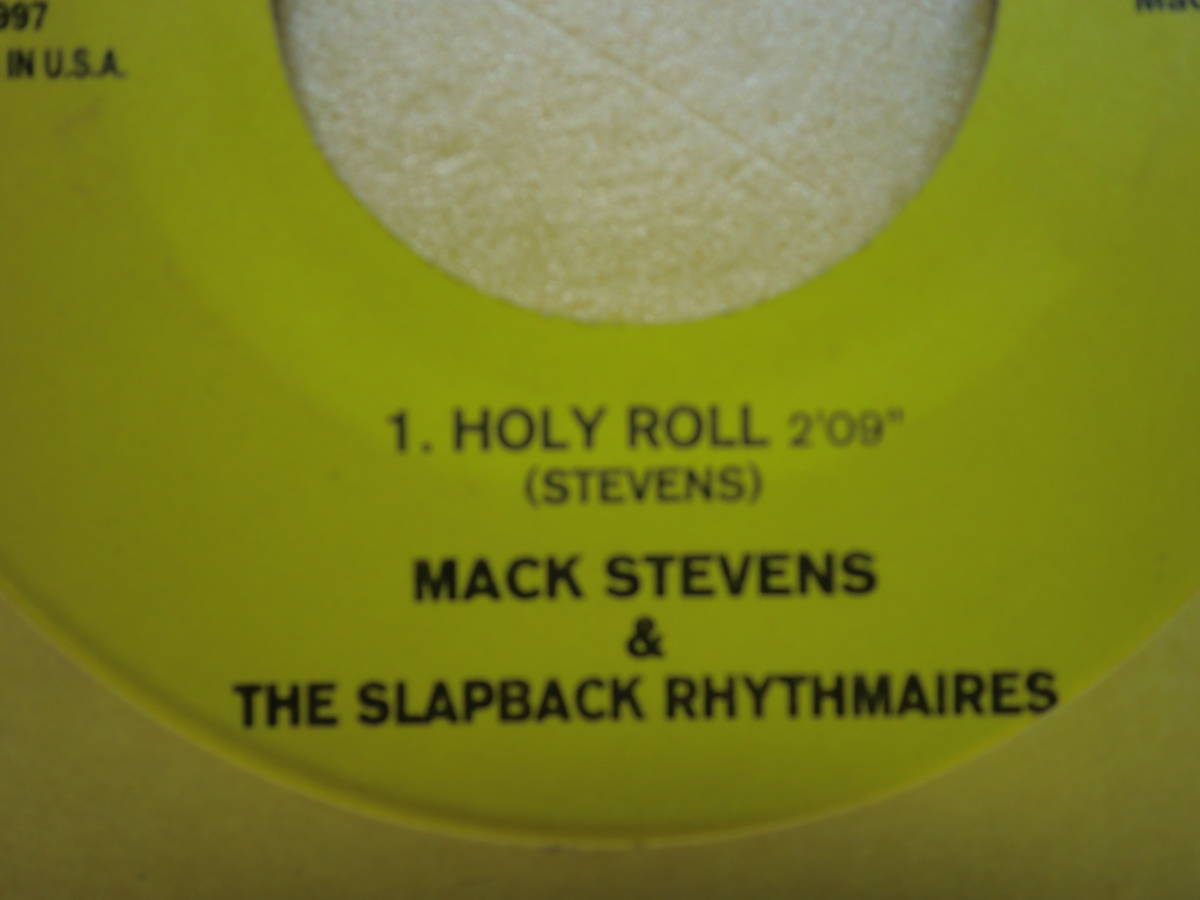 997
IN U.S.A.
1. HOLY ROLL 2'09"
(STEVENS)
MACK STEVENS
&
THE SLAPBACK RHYTHMAIRES